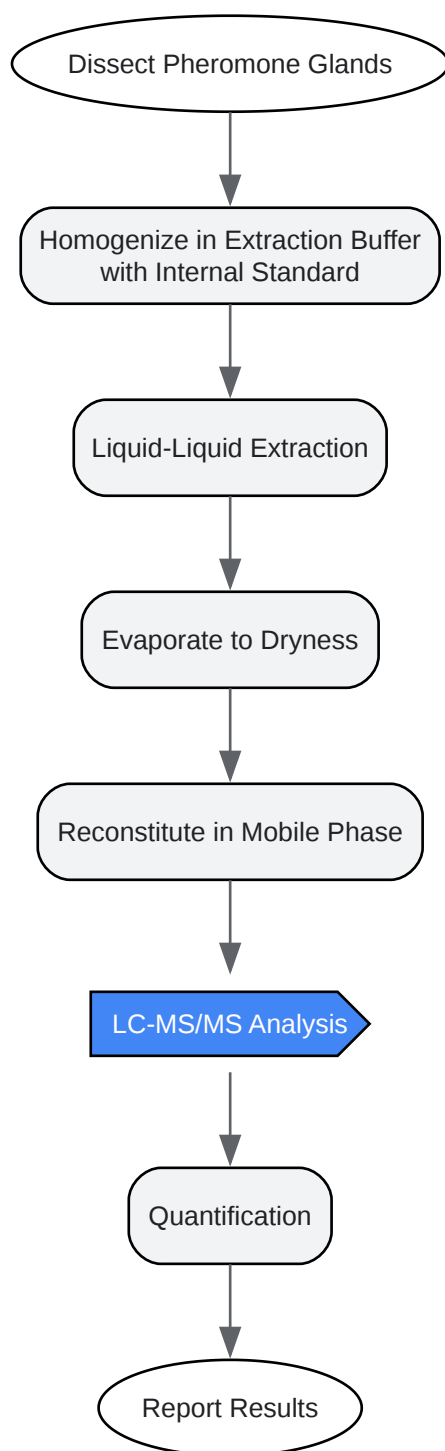 Dissect Pheromone Glands
Homogenize in Extraction Buffer
with Internal Standard
Liquid-Liquid Extraction
Evaporate to Dryness
Reconstitute in Mobile Phase
LC-MS/MS Analysis
Quantification
Report Results